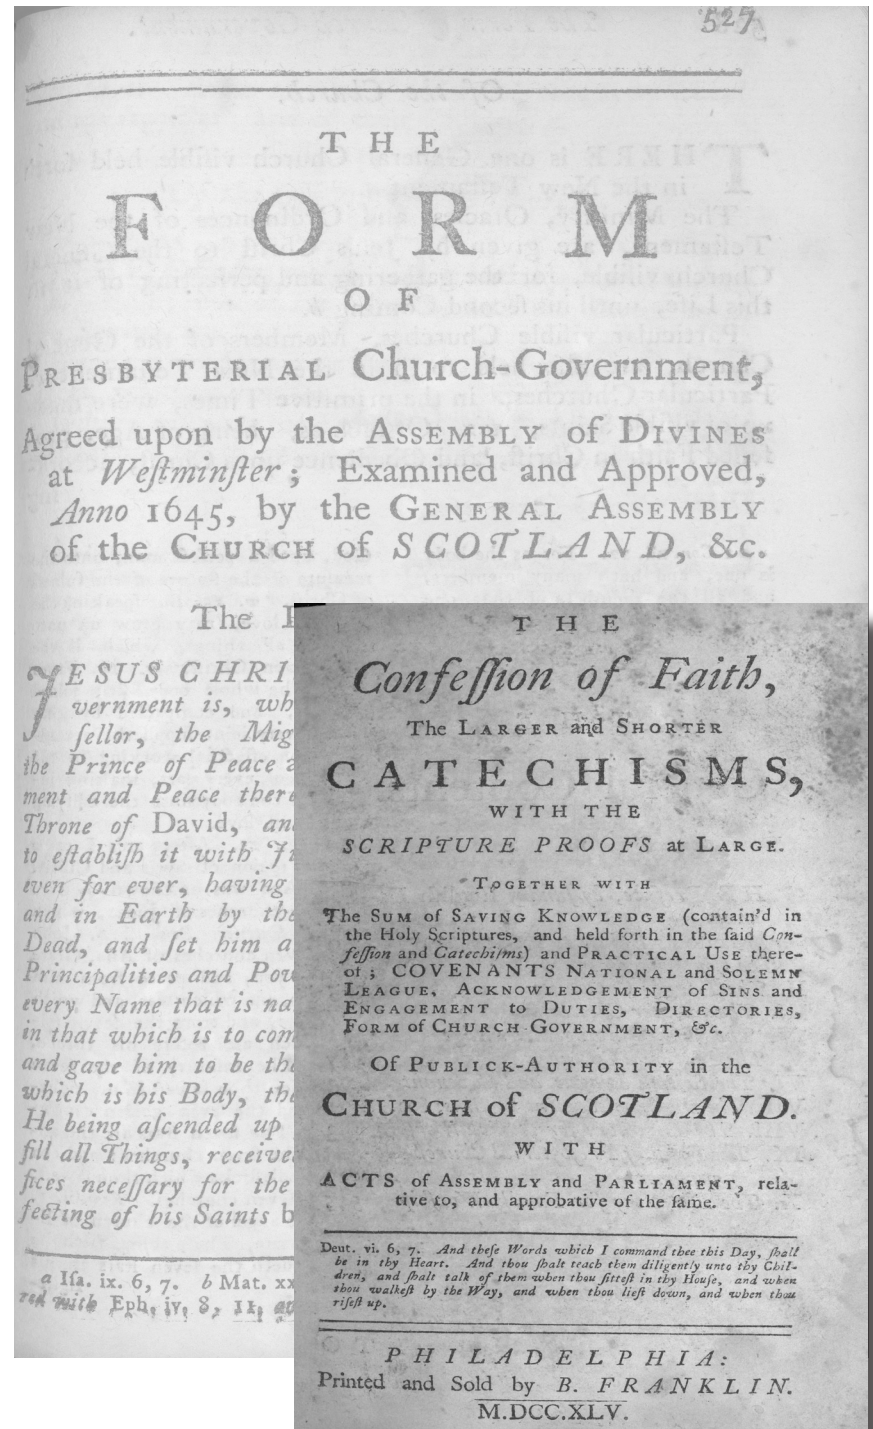 527
THE
FORM
OF
PRESBYTERIAL Church-Government,
Agreed upon by the ASSEMBLY of DIVINES
at Weſtminſter; Examined and Approved,
Anno 1645, by the GENERAL ASSEMBLY
of the CHURCH of SCOTLAND, &c.
The
JESUS CHRI
vernment is, wh
ſellor, the Mig
the Prince of Peace
ment and Peace there
Throne of David, an
to eſtabliſh it with
even for ever, having
and in Earth by the
Dead, and ſet him a
Principalities and Pow
every Name that is na
in that which is to com
and gave him to be the
which is his Body, the
He being aſcended up
fill all Things, receive
fices neceſſary for the
fecting of his Saints b
a Iſa. ix. 6, 7. b Mat. xx
red with Eph. iv. 8, 11, a
THE
Confeſſion of Faith,
The LARGER and SHORTER
CATECHISMS,
WITH THE
SCRIPTURE PROOFS at LARGE.
TOGETHER WITH
The SUM of SAVING KNOWLEDGE (contain'd in
the Holy Scriptures, and held forth in the ſaid Con-
feſſion and Catechiſms) and PRACTICAL USE there-
of; COVENANTS NATIONAL and SOLEMN
LEAGUE, ACKNOWLEDGEMENT of SINS and
ENGAGEMENT to DUTIES, DIRECTORIES,
FORM of CHURCH-GOVERNMENT, &c.
Of PUBLICK-AUTHORITY in the
CHURCH of SCOTLAND.
WITH
ACTS of ASSEMBLY and PARLIAMENT, rela-
tive to, and approbative of the ſame.
Deut. vi. 6, 7. And theſe Words which I command thee this Day, ſhall
be in thy Heart. And thou ſhalt teach them diligently unto thy Chil-
dren, and ſhalt talk of them when thou ſitteſt in thy Houſe, and when
thou walkeſt by the Way, and when thou lieſt down, and when thou
riſeſt up.
PHILADELPHIA:
Printed and Sold by B. FRANKLIN.
M.DCC.XLV.